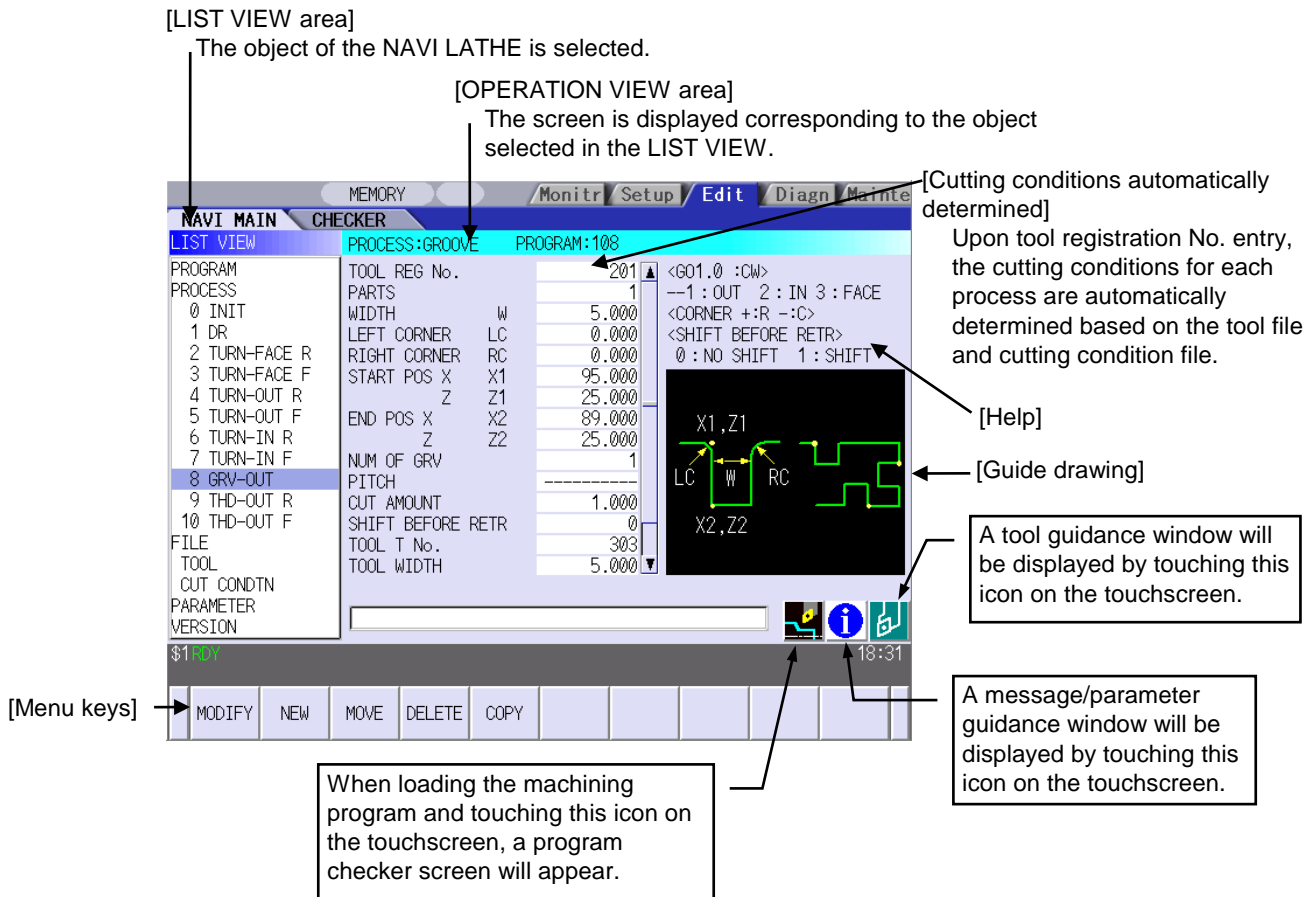 [LIST VIEW area]
The object of the NAVI LATHE is selected.
[OPERATION VIEW area]
The screen is displayed corresponding to the object
selected in the LIST VIEW.
[Cutting conditions automatically
determined]
Upon tool registration No. entry,
the cutting conditions for each
process are automatically
determined based on the tool file
and cutting condition file.
MEMORY Monitr Setup Edit Diagn Mainte
NAVI MAIN CHECKER
LIST VIEW PROCESS:GROOVE PROGRAM:108
PROGRAM
PROCESS
0 INIT
1 DR
2 TURN-FACE R
3 TURN-FACE F
4 TURN-OUT R
5 TURN-OUT F
6 TURN-IN R
7 TURN-IN F
8 GRV-OUT
9 THD-OUT R
10 THD-OUT F
FILE
TOOL
CUT CONDTN
PARAMETER
VERSION
TOOL REG No. 201
PARTS 1
WIDTH W 5.000
LEFT CORNER LC 0.000
RIGHT CORNER RC 0.000
START POS X X1 95.000
Z Z1 25.000
END POS X X2 89.000
Z Z2 25.000
NUM OF GRV 1
PITCH ----------
CUT AMOUNT 1.000
SHIFT BEFORE RETR 0
TOOL T No. 303
TOOL WIDTH 5.000
<GO1.0 :CW>
--1:OUT 2:IN 3:FACE
<CORNER +:R -:C>
<SHIFT BEFORE RETR>
0:NO SHIFT 1:SHIFT
X1,Z1
LC W RC
X2,Z2
[Help]
[Guide drawing]
A tool guidance window will
be displayed by touching this
icon on the touchscreen.
$1 RDY 18:31
[Menu keys]
MODIFY NEW MOVE DELETE COPY
A message/parameter
guidance window will be
displayed by touching this
icon on the touchscreen.
When loading the machining
program and touching this icon on
the touchscreen, a program
checker screen will appear.